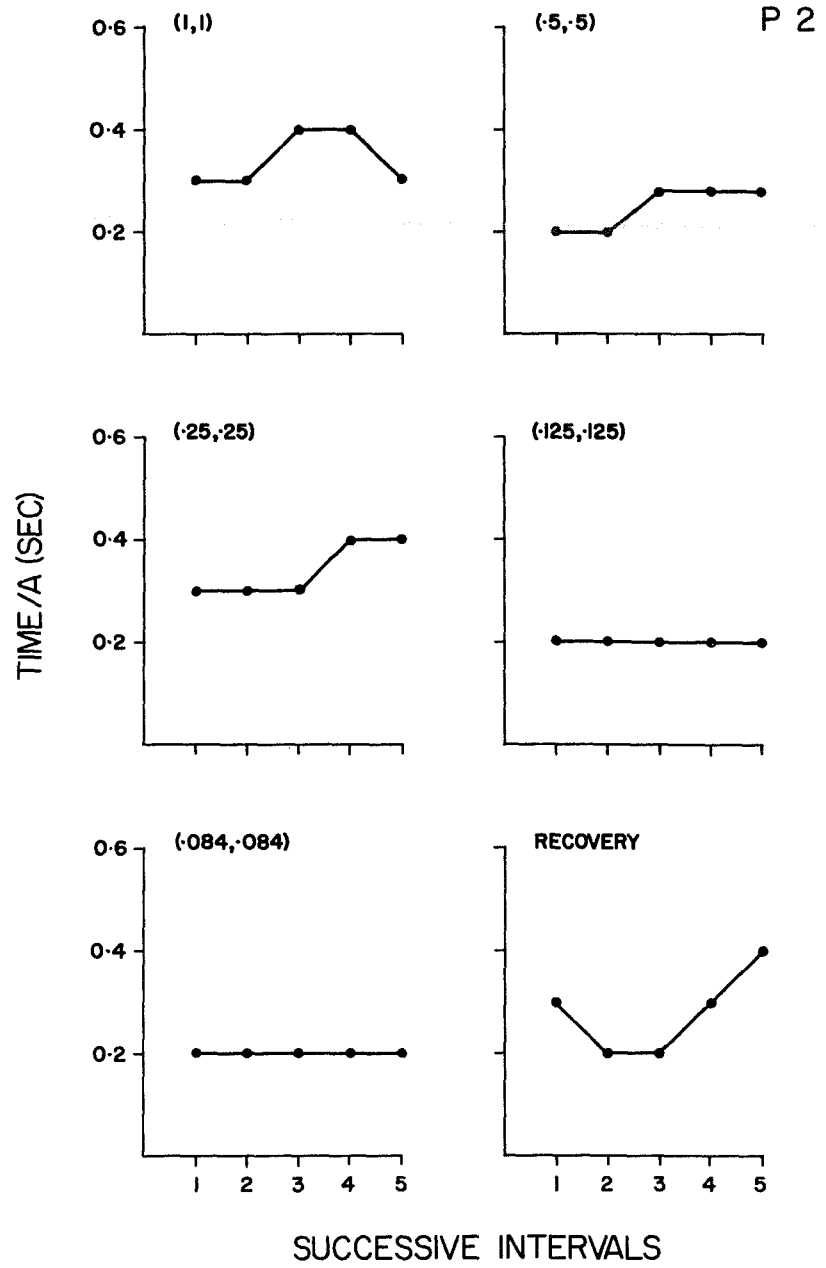 P 2
(1,1)
0·6
0·4
0·2
(·5,·5)
TIME/A (SEC)
(·25,·25)
0·6
0·4
0·2
(·125,·125)
(·084,·084)
0·6
0·4
0·2
1 2 3 4 5
RECOVERY
1 2 3 4 5
SUCCESSIVE INTERVALS